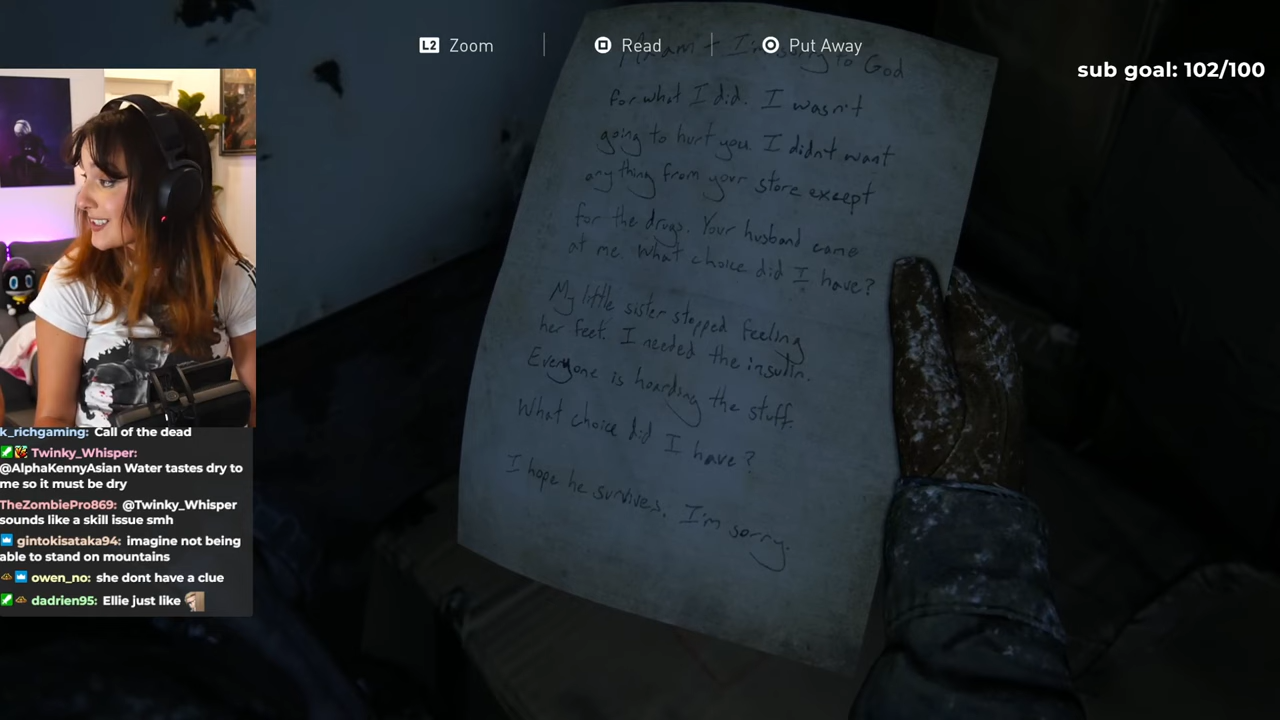 L2 Zoom
Read
Put Away
sub goal: 102/100
to God
for what I did. I wasn't
going to hurt you I didn't want
anything from your store except
for the drugs. Your husband came
at me. What choice did I have?
My little sister stopped feeling
her feet. I needed the insulin.
Everyone is hoarding the stuff.
What choice did I have?
I hope he survives. I'm sorry.
k_richgaming: Call of the dead
Twinky_Whisper:
@AlphaKennyAsian Water tastes dry to
me so it must be dry
TheZombiePro869: @Twinky_Whisper
sounds like a skill issue smh
gintokisataka94: imagine not being
able to stand on mountains
owen_no: she dont have a clue
dadrien95: Ellie just like